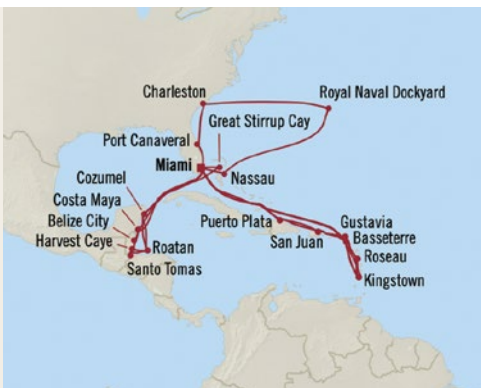 Charleston
Royal Naval Dockyard
Great Stirrup Cay
Port Canaveral
Miami
Nassau
Cozumel
Costa Maya
Belize City
Harvest Caye
Roatan
Santo Tomas
Puerto Plata
San Juan
Gustavia
Basseterre
Roseau
Kingstown